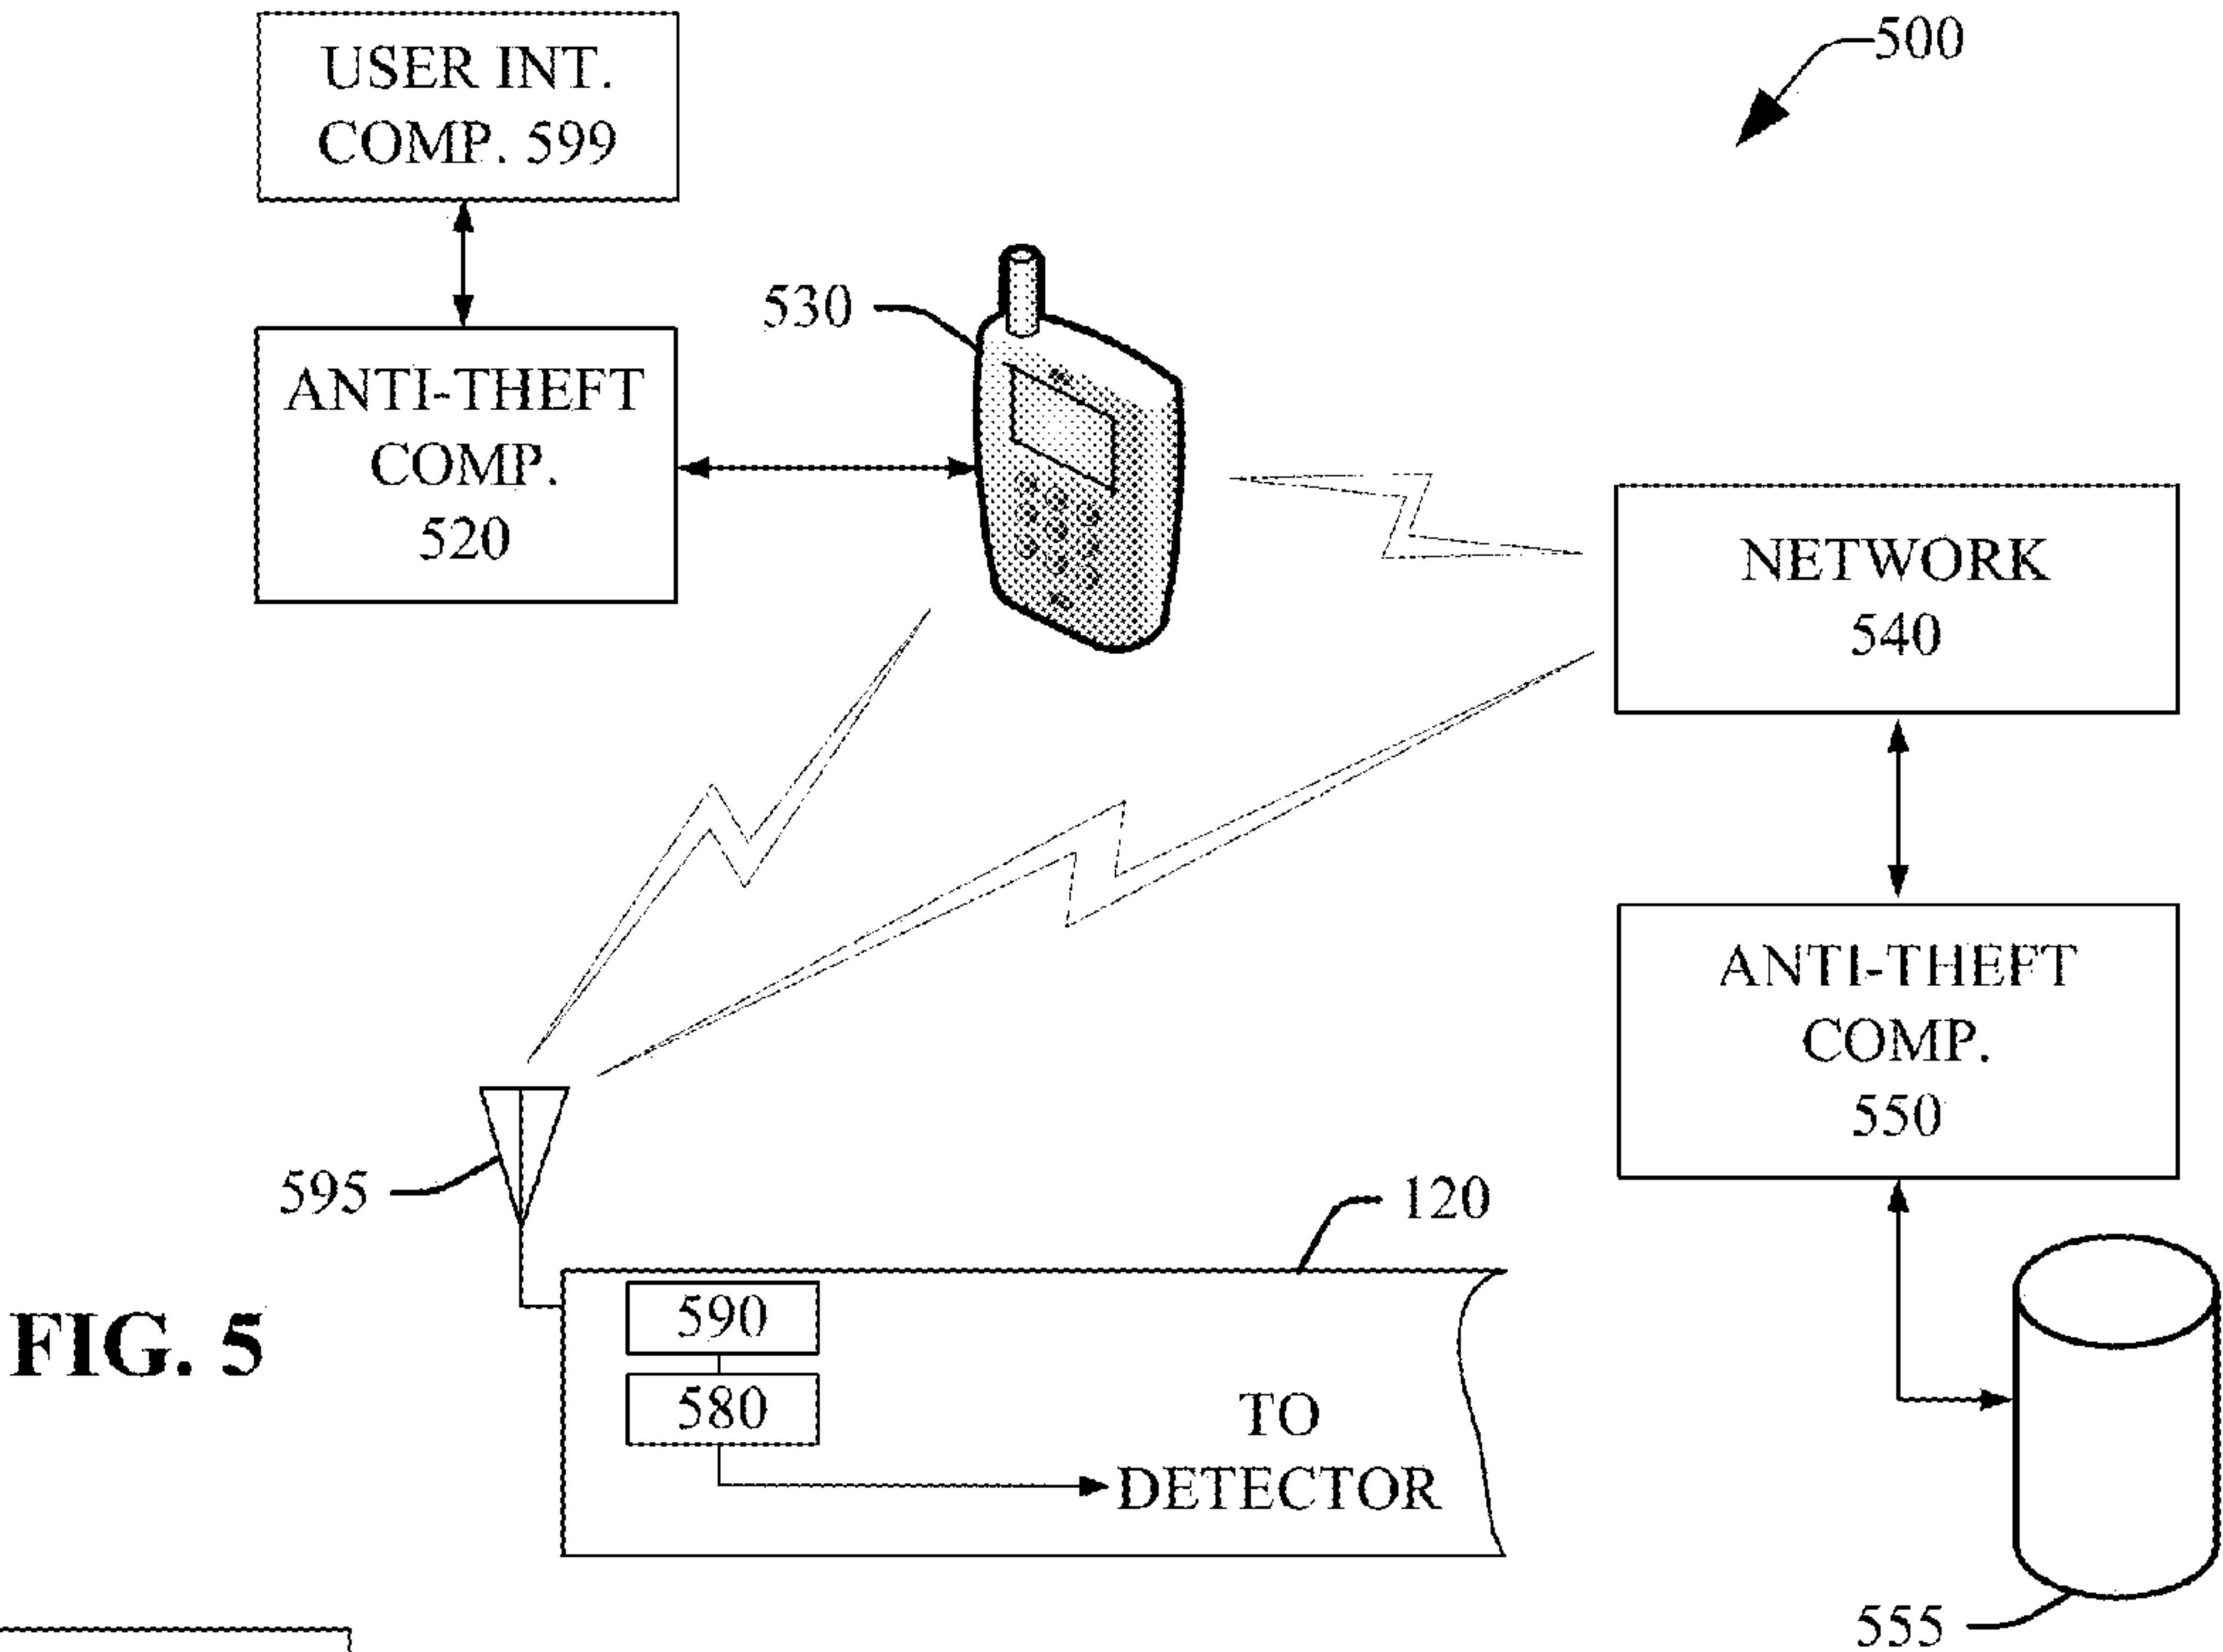 USER INT.
COMP. 599
500
530
ANTI-THEFT
COMP.
520
NETWORK
540
ANTI-THEFT
COMP.
550
595
120
590
580
TO
DETECTOR
FIG. 5
555